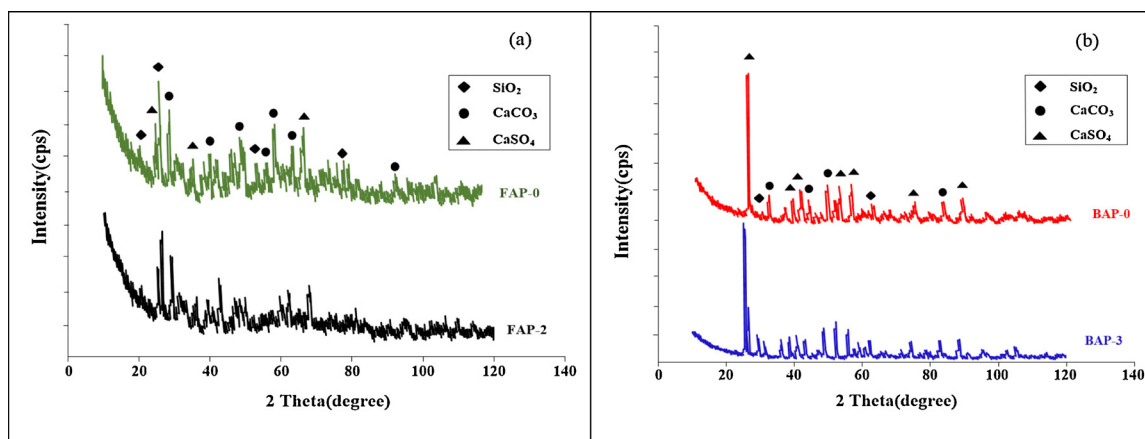 (a)
SiO₂
CaCO₃
CaSO₄
FAP-0
FAP-2
Intensity(cps)
0 20 40 60 80 100 120 140
2 Theta(degree)
(b)
SiO₂
CaCO₃
CaSO₄
BAP-0
BAP-3
Intensity(cps)
0 20 40 60 80 100 120 140
2 Theta(degree)